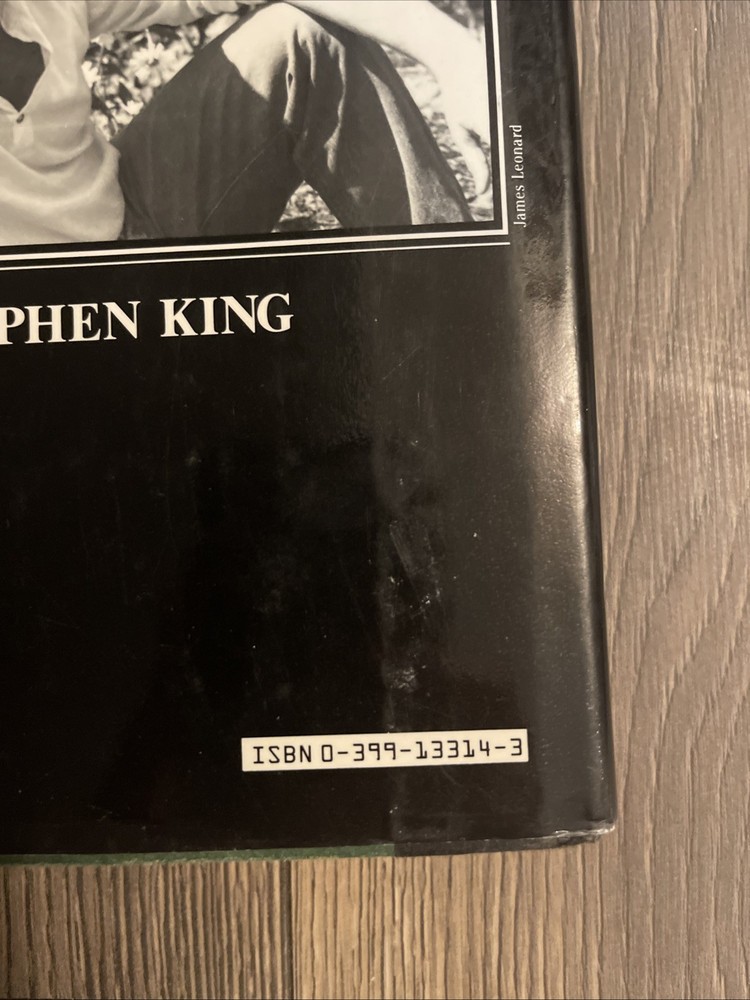 James Leonard
PHEN KING
ISBN 0-399-13314-3